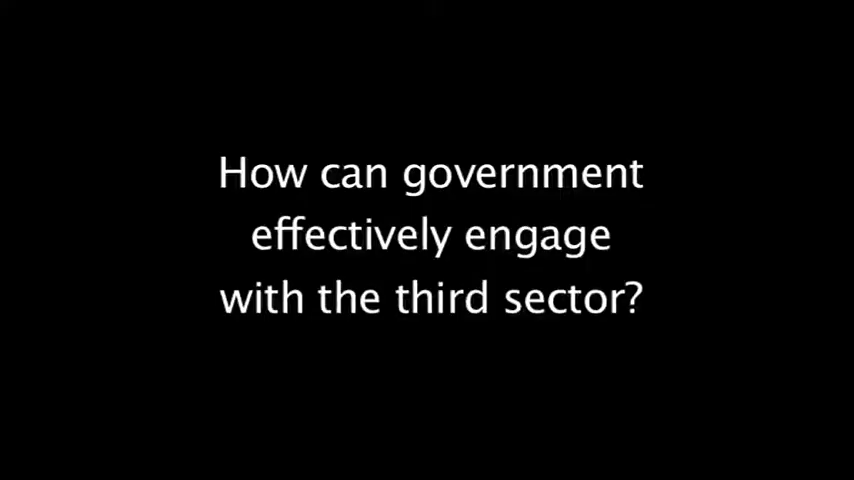 How can government
effectively engage
with the third sector?